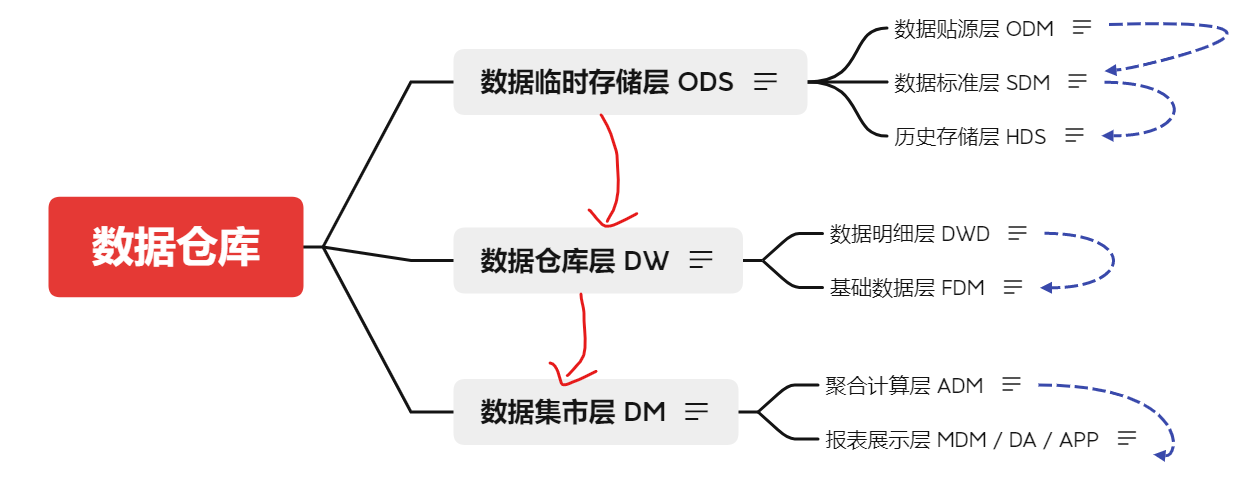 数据仓库
数据临时存储层 ODS
数据贴源层 ODM
数据标准层 SDM
历史存储层 HDS
数据仓库层 DW
数据明细层 DWD
基础数据层 FDM
数据集市层 DM
聚合计算层 ADM
报表展示层 MDM / DA / APP